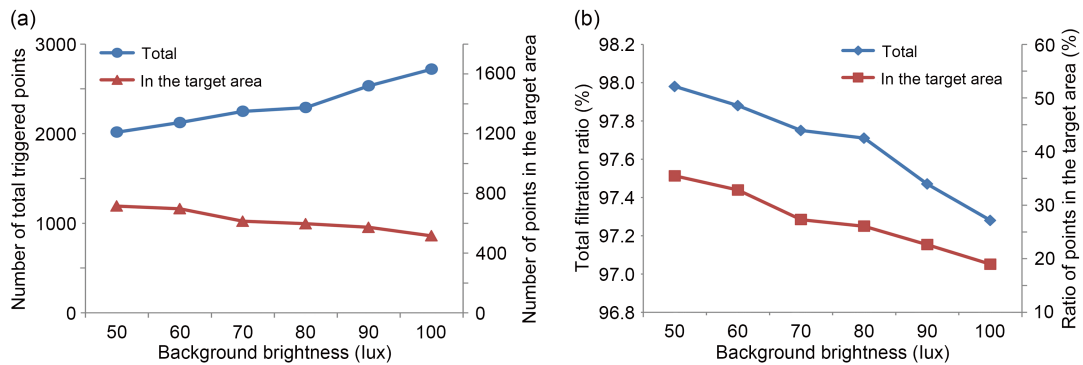 (a)
Number of total triggered points
3000
2000
1000
0
Total
In the target area
1600
1200
800
400
0
Number of points in the target area
50 60 70 80 90 100
Background brightness (lux)
(b)
Total filtration ratio (%)
98.2
98.0
97.8
97.6
97.4
97.2
97.0
96.8
Total
In the target area
60
50
40
30
20
10
Ratio of points in the target area (%)
50 60 70 80 90 100
Background brightness (lux)